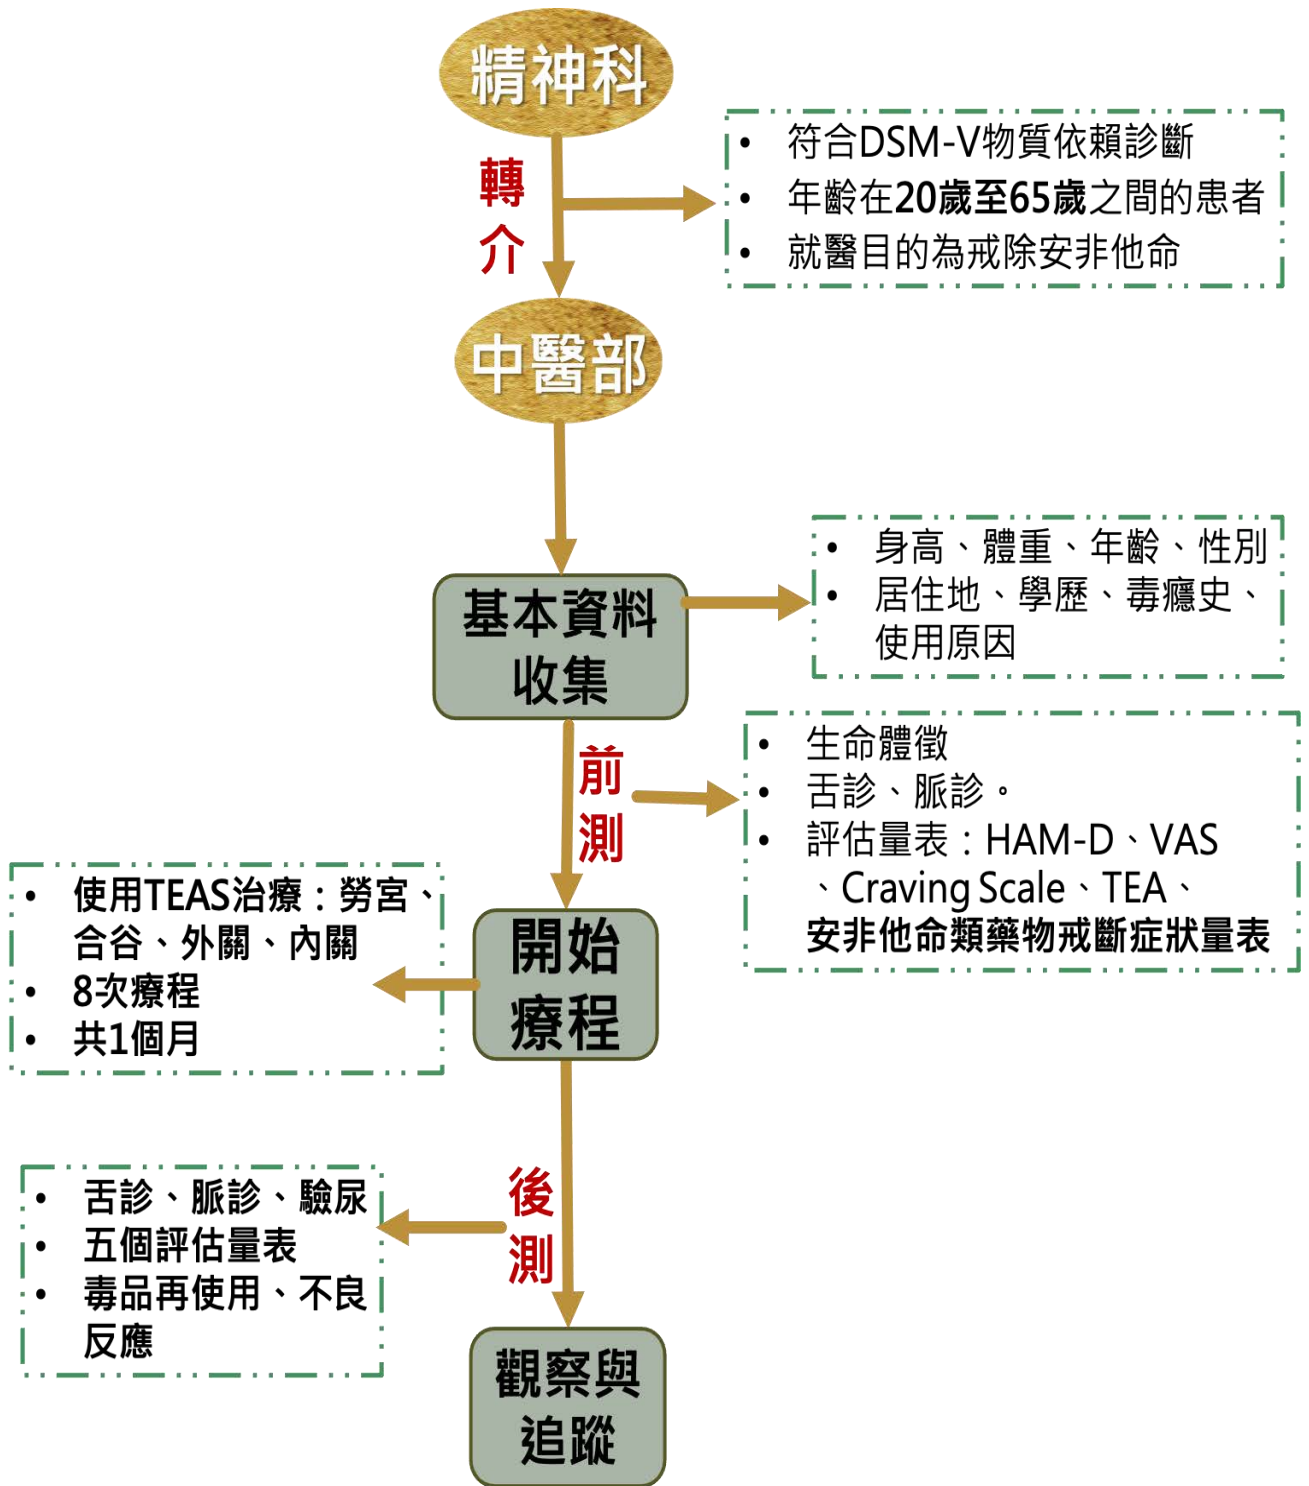 精神科
轉
介
• 符合DSM-V物質依賴診斷
• 年齡在20歲至65歲之間的患者
• 就醫目的為戒除安非他命
中醫部
基本資料
收集
• 身高、體重、年齡、性別
• 居住地、學歷、毒癮史、
使用原因
前
測
• 生命體徵
• 舌診、脈診。
• 評估量表：HAM-D、VAS
、Craving Scale、TEA、
安非他命類藥物戒斷症狀量表
開始
療程
• 使用TEAS治療：勞宮、
合谷、外關、內關
• 8次療程
• 共1個月
後
測
• 舌診、脈診、驗尿
• 五個評估量表
• 毒品再使用、不良
反應
觀察與
追蹤